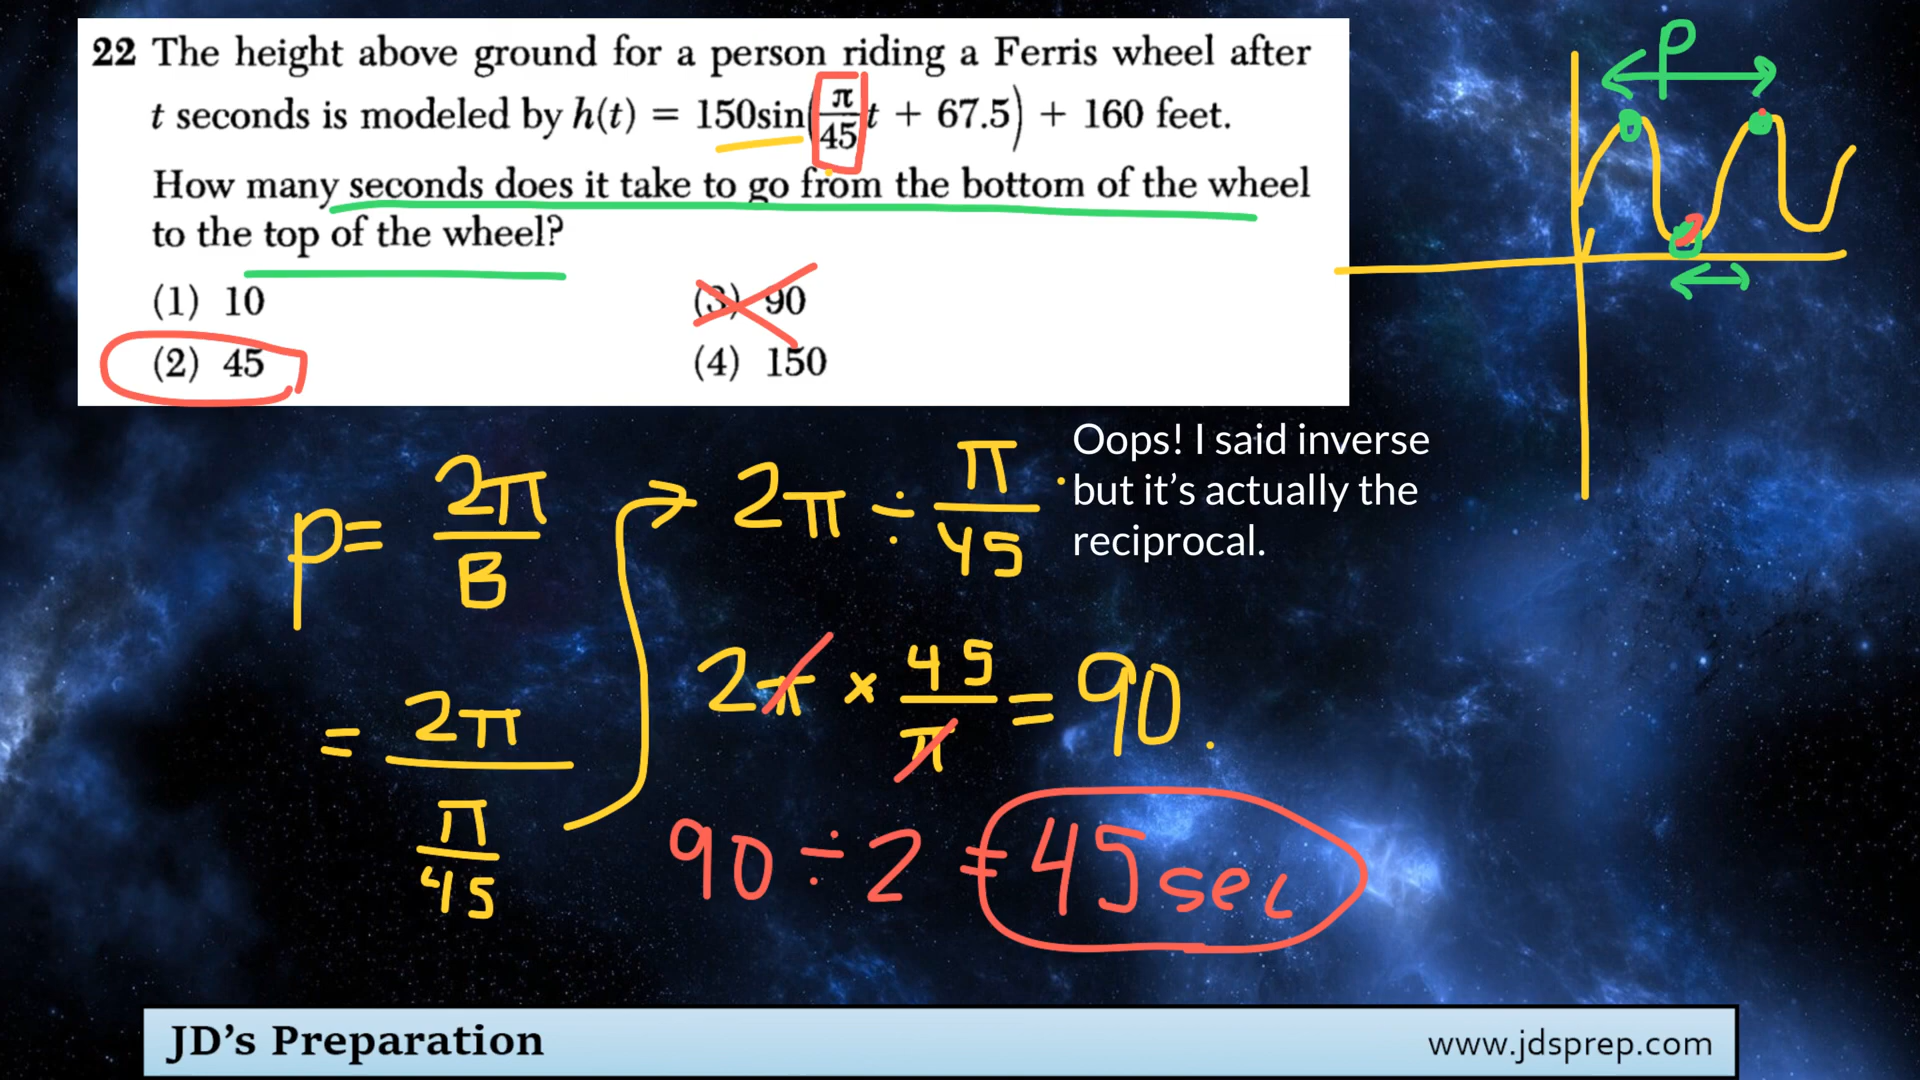 22 The height above ground for a person riding a Ferris wheel after
t seconds is modeled by h(t) = 150sin(π/45 t + 67.5) + 160 feet.
How many seconds does it take to go from the bottom of the wheel
to the top of the wheel?
(1) 10
(3) 90
(2) 45
(4) 150
P
Oops! I said inverse
but it's actually the
reciprocal.
p = 2π/B
2π ÷ π/45
= 2π/(π/45)
2π × 45/π = 90.
90 ÷ 2 = 45 sec
JD's Preparation
www.jdsprep.com